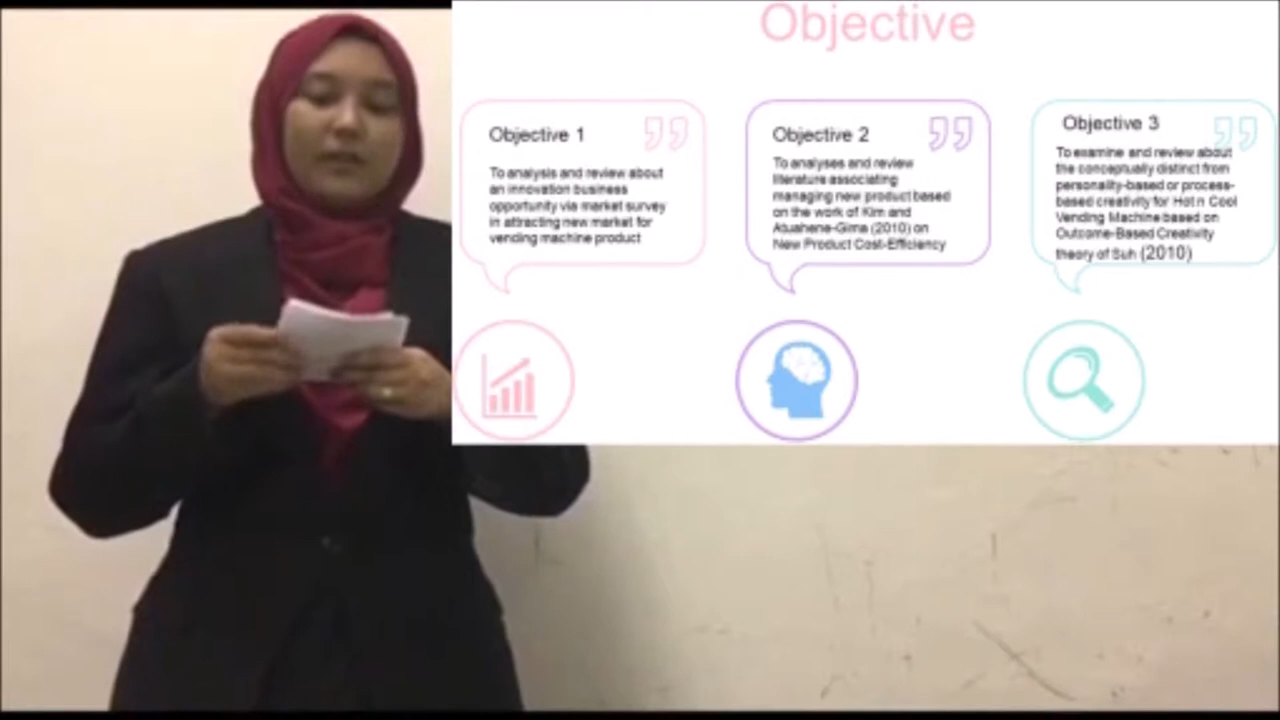 Objective
Objective 1
To analysis and review about
an innovation business
opportunity via market survey
in attracting new market for
vending machine product
Objective 2
To analyses and review
literature associating
managing new product based
on the work of Kim and
Atuahene-Gima (2010) on
New Product Cost-Efficiency
Objective 3
To examine and review about
the conceptually distinct from
personality-based or process-
based creativity for Hot n Cool
Vending Machine based on
Outcome-Based Creativity
theory of Suh (2010)